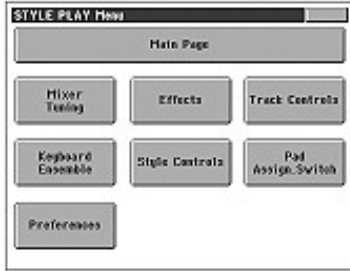 STYLE PLAY Menu
Main Page
Mixer
Tuning
Effects
Track Controls
Keyboard
Ensemble
Style Controls
Pad
Assign.Switch
Preferences